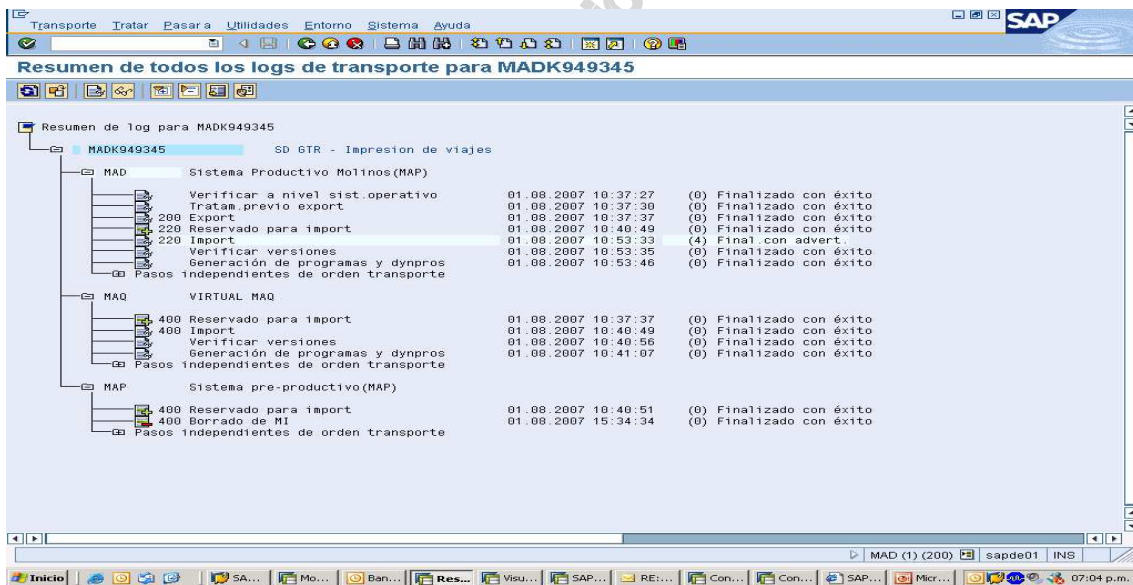 Transporte Tratar Pasar a Utilidades Entorno Sistema Ayuda
SAP
Resumen de todos los logs de transporte para MADK949345
Resumen de log para MADK949345
MADK949345 SD GTR - Impresion de viajes
MAD Sistema Productivo Molinos(MAP)
Verificar a nivel sist.operativo 01.08.2007 10:37:27 (0) Finalizado con éxito
Tratam.previo export 01.08.2007 10:37:30 (0) Finalizado con éxito
200 Export 01.08.2007 10:37:37 (0) Finalizado con éxito
220 Reservado para import 01.08.2007 10:40:49 (0) Finalizado con éxito
220 Import 01.08.2007 10:53:33 (4) Final.con advert.
Verificar versiones 01.08.2007 10:53:35 (0) Finalizado con éxito
Generación de programas y dynpros 01.08.2007 10:53:46 (0) Finalizado con éxito
Pasos independientes de orden transporte
MAQ VIRTUAL MAQ
400 Reservado para import 01.08.2007 10:37:37 (0) Finalizado con éxito
400 Import 01.08.2007 10:40:49 (0) Finalizado con éxito
Verificar versiones 01.08.2007 10:40:56 (0) Finalizado con éxito
Generación de programas y dynpros 01.08.2007 10:41:07 (0) Finalizado con éxito
Pasos independientes de orden transporte
MAP Sistema pre-productivo(MAP)
400 Reservado para import 01.08.2007 10:40:51 (0) Finalizado con éxito
400 Borrado de MI 01.08.2007 15:34:34 (0) Finalizado con éxito
Pasos independientes de orden transporte
MAD (1) (200) sapde01 INS
Inicio SA... Mo... Ban... Res... Visu... SAP... RE:... Con... Con... SAP... Micr... 07:04 p.m.